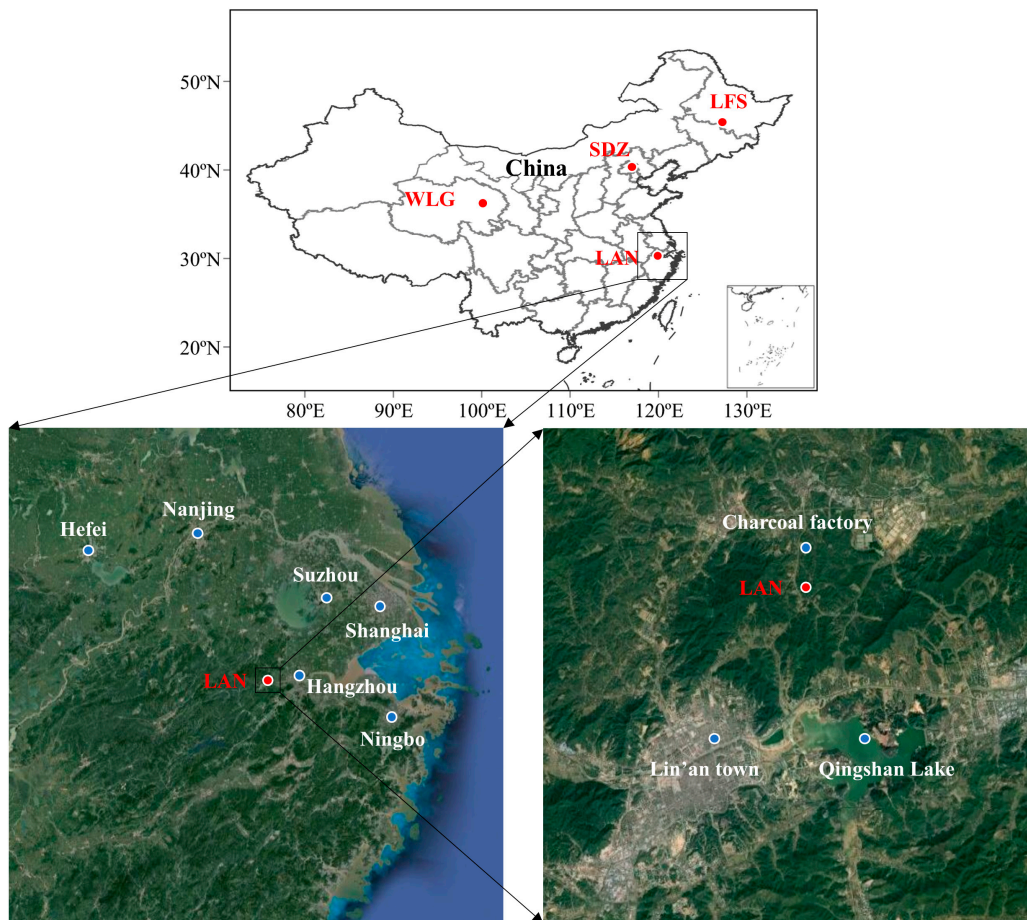 50ºN
LFS
SDZ
China
40ºN
WLG
30ºN
LAN
20ºN
80ºE 90ºE 100ºE 110ºE 120ºE 130ºE
Nanjing
Hefei
Suzhou
Shanghai
LAN
Hangzhou
Ningbo
Charcoal factory
LAN
Lin’an town
Qingshan Lake